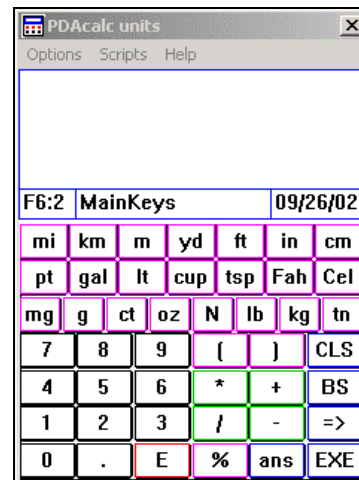 PDAcalc units X
Options Scripts Help
F6:2 MainKeys 09/26/02
mi km m yd ft in cm
pt gal lt cup tsp Fah Cel
mg g ct oz N lb kg tn
7 8 9 ( ) CLS
4 5 6 * + BS
1 2 3 / - =>
0 . E % ans EXE